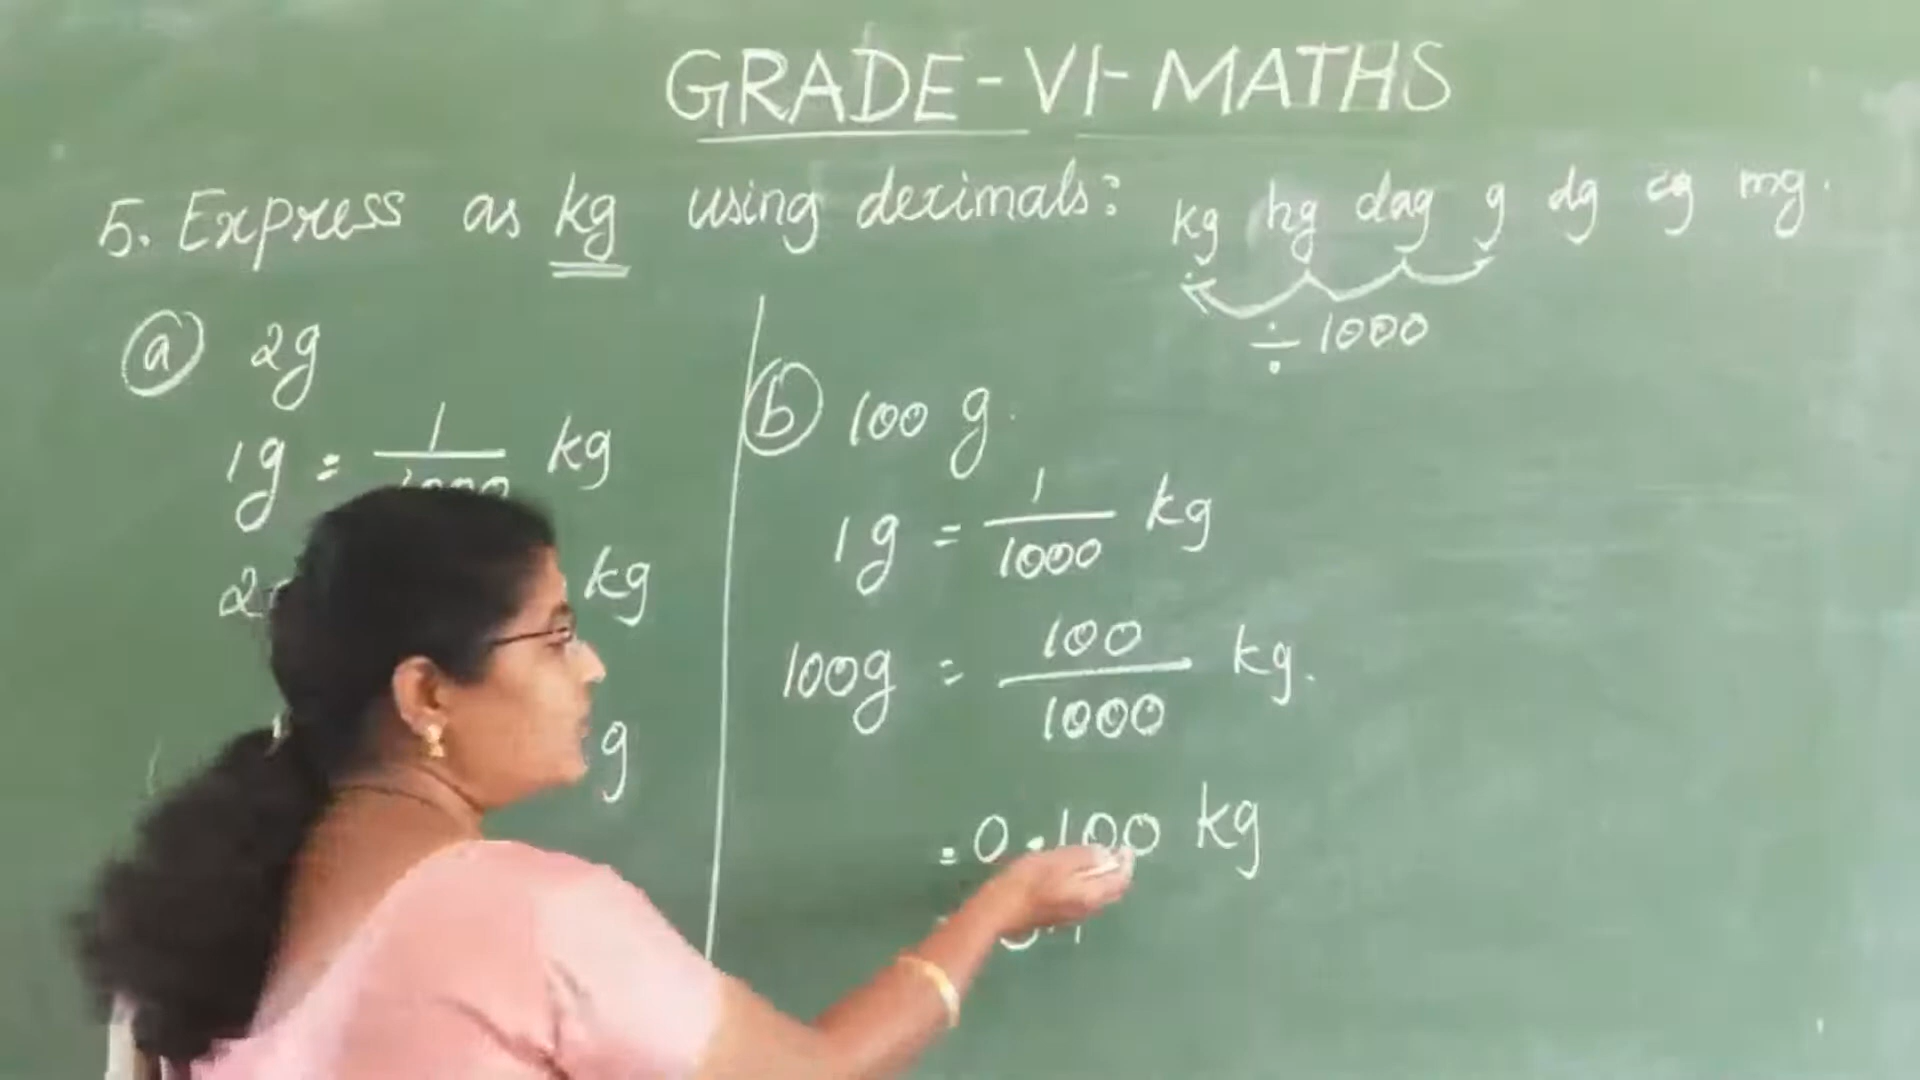 GRADE-VI-MATHS
5. Express as kg using decimals:
kg hg dag g dg cg mg.
÷ 1000
(a) 2g
1g = 1/1000 kg
kg
g
(b) 100 g.
1g = 1/1000 kg
100g = 100/1000 kg.
= 0.100 kg